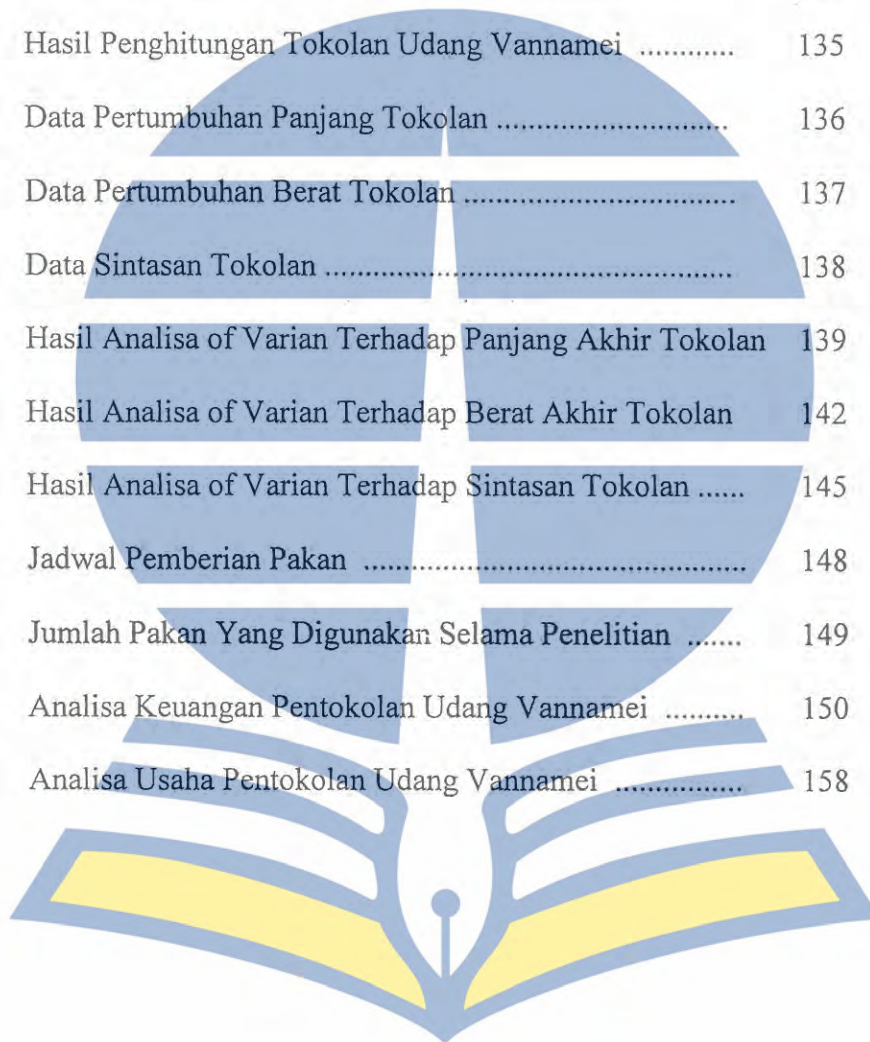 Hasil Penghitungan Tokolan Udang Vannamei ............. 135
Data Pertumbuhan Panjang Tokolan ............................. 136
Data Pertumbuhan Berat Tokolan .................................. 137
Data Sintasan Tokolan ................................................... 138
Hasil Analisa of Varian Terhadap Panjang Akhir Tokolan 139
Hasil Analisa of Varian Terhadap Berat Akhir Tokolan 142
Hasil Analisa of Varian Terhadap Sintasan Tokolan ...... 145
Jadwal Pemberian Pakan ................................................ 148
Jumlah Pakan Yang Digunakan Selama Penelitian ....... 149
Analisa Keuangan Pentokolan Udang Vannamei .......... 150
Analisa Usaha Pentokolan Udang Vannamei ................ 158